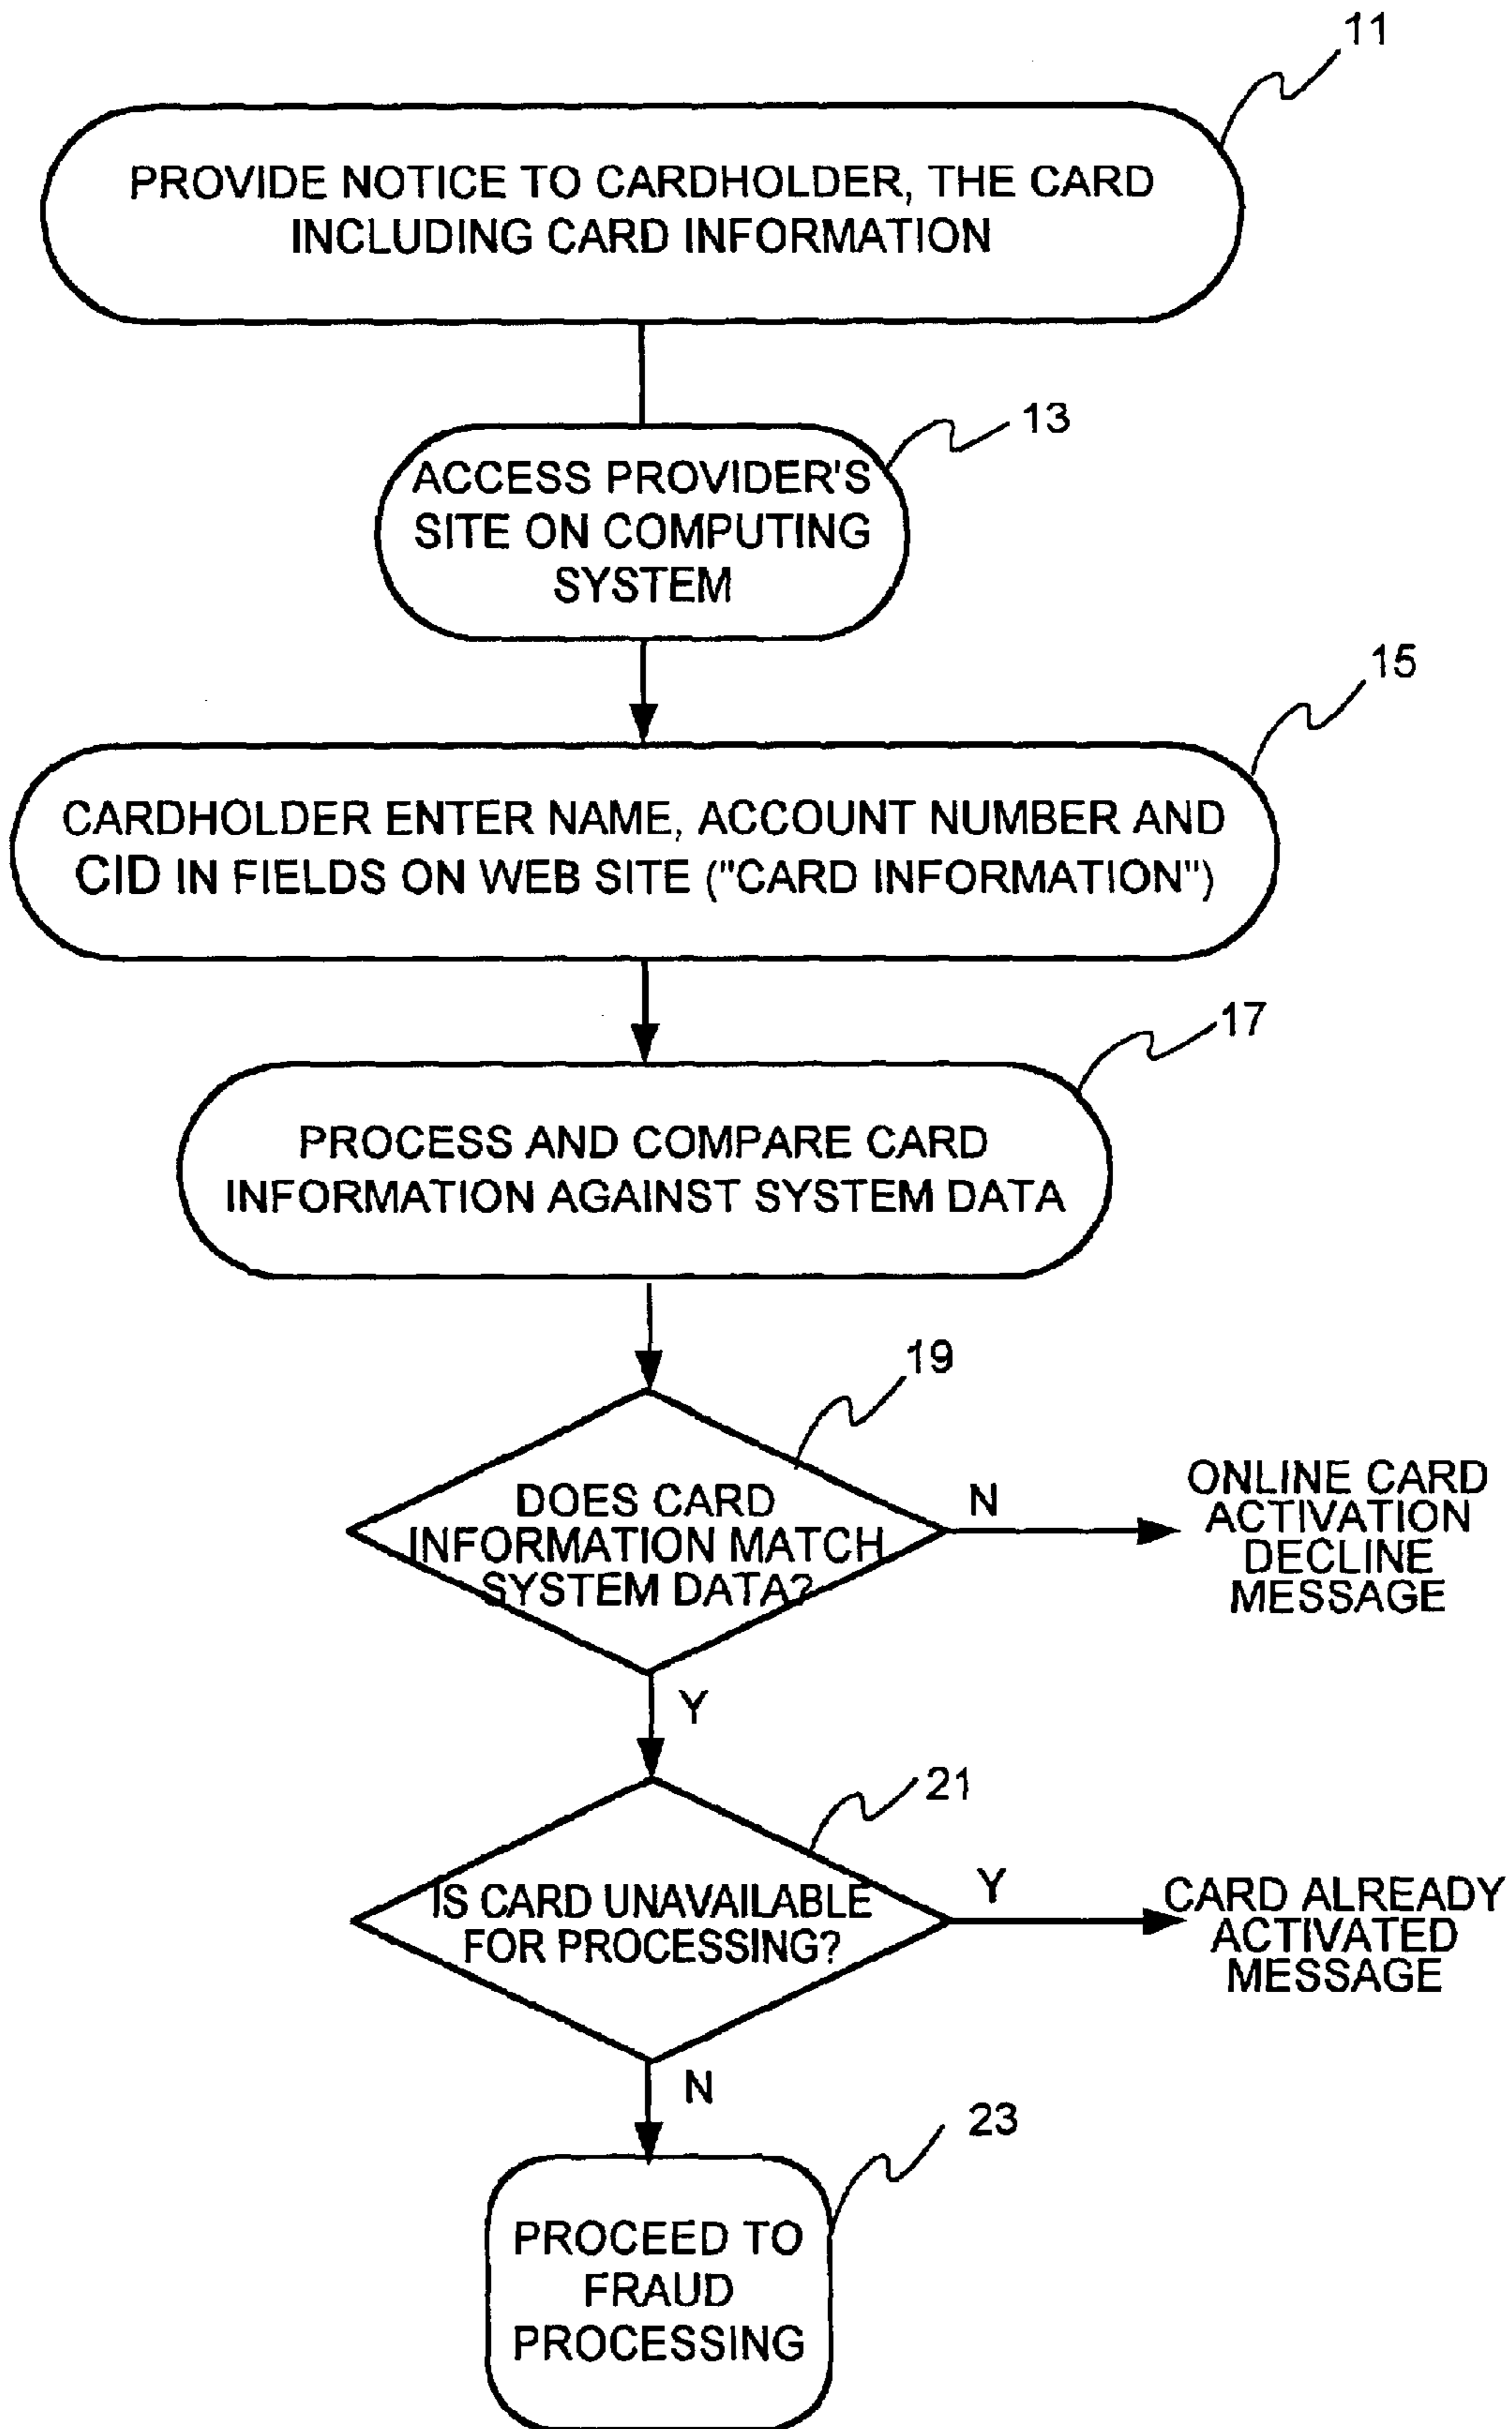 11
PROVIDE NOTICE TO CARDHOLDER, THE CARD
INCLUDING CARD INFORMATION
13
ACCESS PROVIDER'S
SITE ON COMPUTING
SYSTEM
15
CARDHOLDER ENTER NAME, ACCOUNT NUMBER AND
CID IN FIELDS ON WEB SITE ("CARD INFORMATION")
17
PROCESS AND COMPARE CARD
INFORMATION AGAINST SYSTEM DATA
19
DOES CARD
INFORMATION MATCH
SYSTEM DATA?
N
ONLINE CARD
ACTIVATION
DECLINE
MESSAGE
Y
21
IS CARD UNAVAILABLE
FOR PROCESSING?
Y
CARD ALREADY
ACTIVATED
MESSAGE
N
23
PROCEED TO
FRAUD
PROCESSING